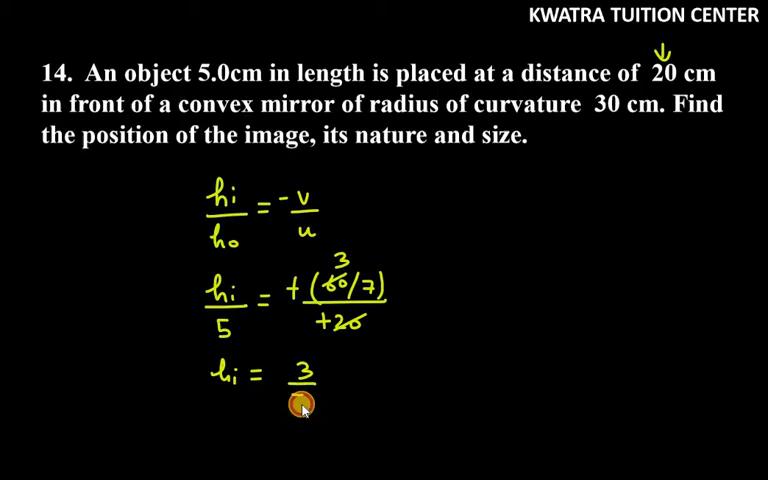 KWATRA TUITION CENTER
14. An object 5.0cm in length is placed at a distance of 20 cm
in front of a convex mirror of radius of curvature 30 cm. Find
the position of the image, its nature and size.
hi/ho = -v/u
hi/5 = +(60/7)/+20
3
hi = 3/